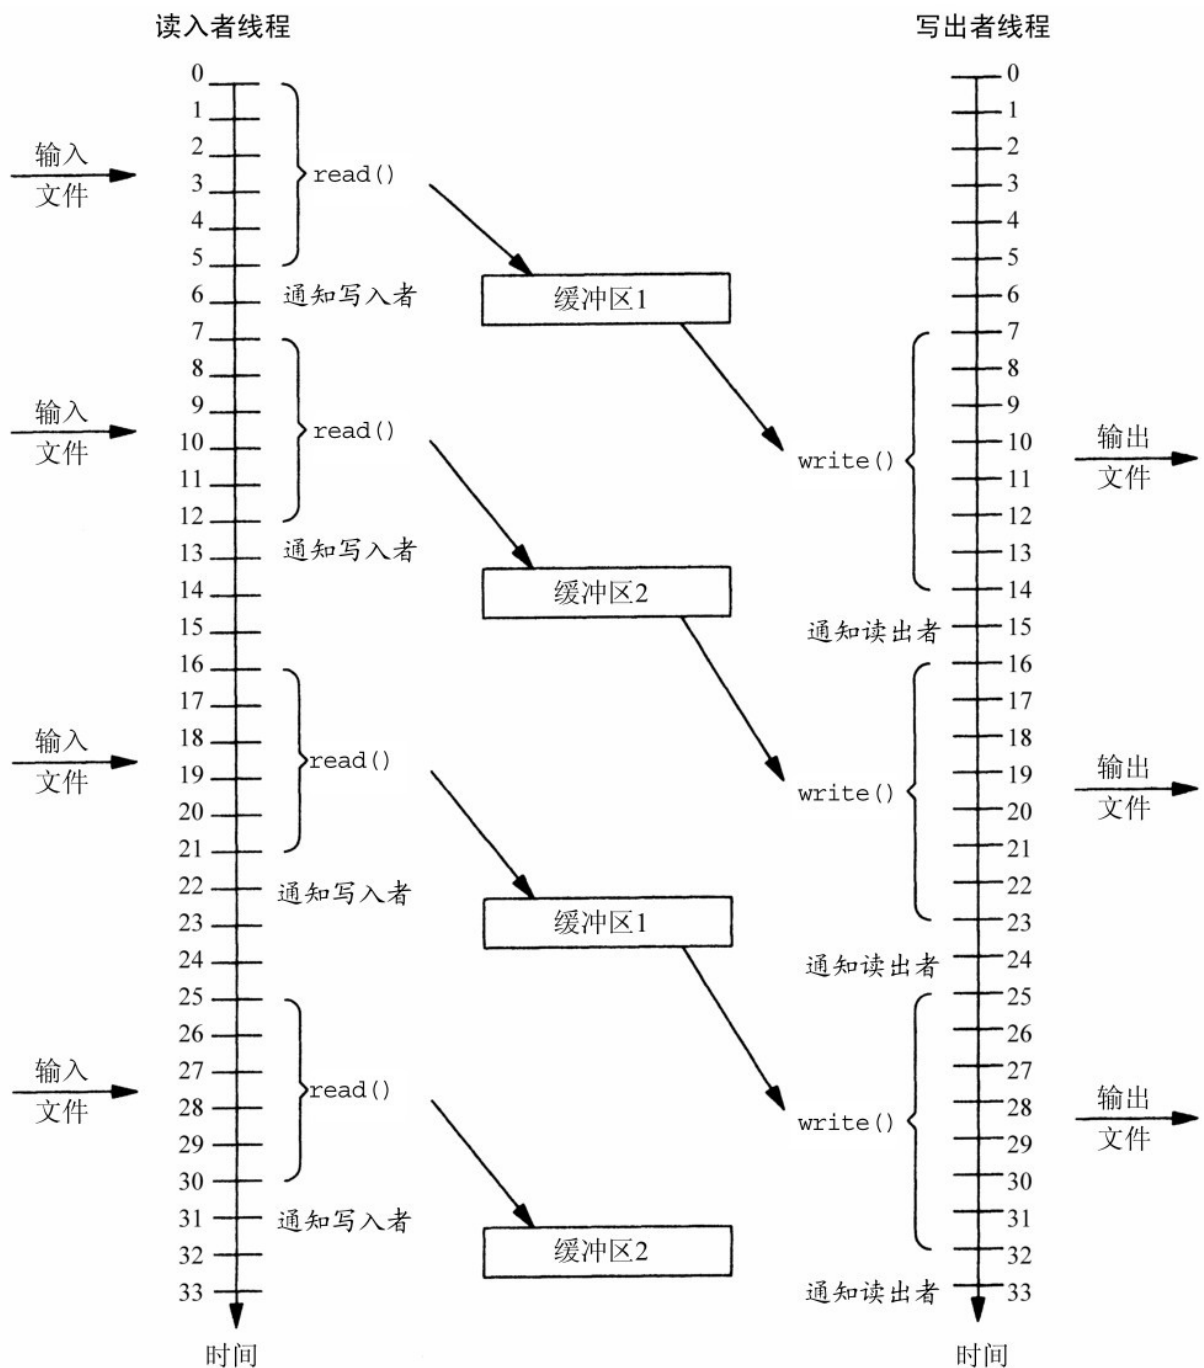 读入者线程
写出者线程
0
0
1
1
输入
文件
2
2
3
read()
3
4
4
5
5
6
通知写入者
缓冲区1
6
7
7
8
8
输入
文件
9
read()
9
10
10
write()
输出
文件
11
11
12
12
13
通知写入者
13
14
缓冲区2
14
15
通知读出者
15
16
16
17
17
输入
文件
18
18
read()
19
write()
19
输出
文件
20
20
21
21
22
通知写入者
22
23
缓冲区1
23
24
通知读出者
24
25
25
26
26
输入
文件
27
27
read()
28
28
write()
输出
文件
29
29
30
30
31
通知写入者
31
32
缓冲区2
32
33
通知读出者
33
时间
时间